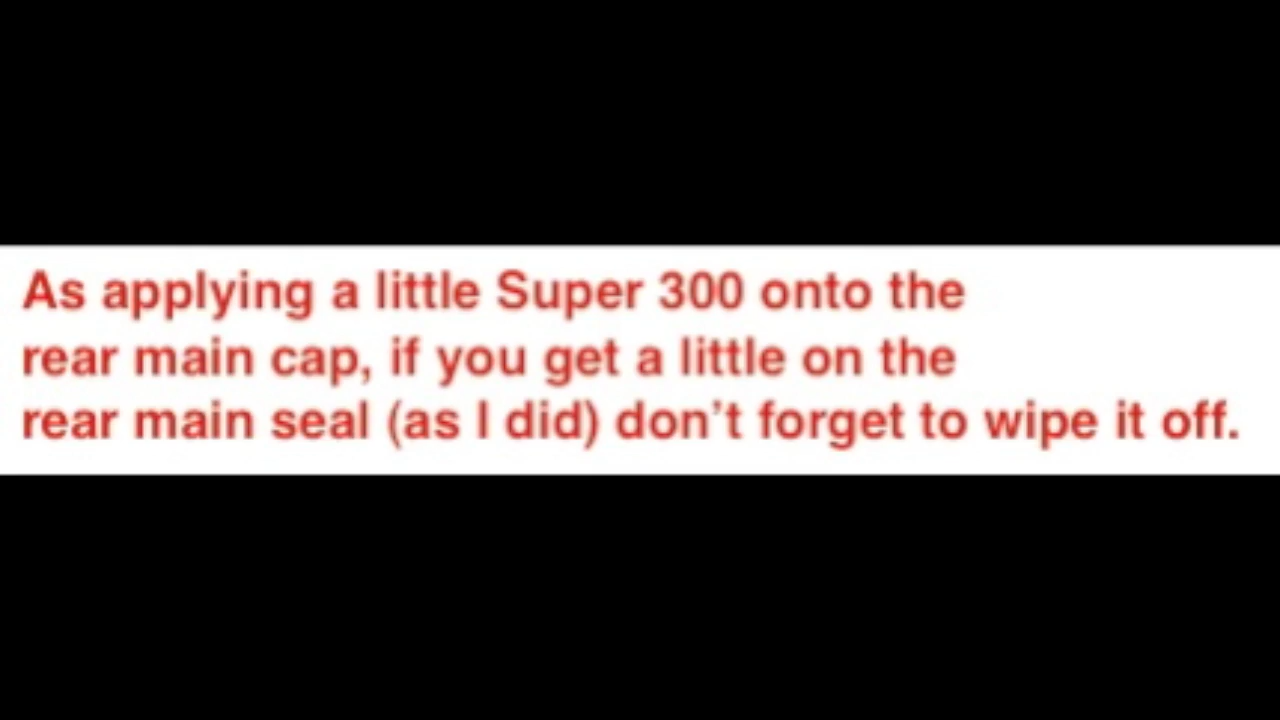 As applying a little Super 300 onto the
rear main cap, if you get a little on the
rear main seal (as I did) don't forget to wipe it off.